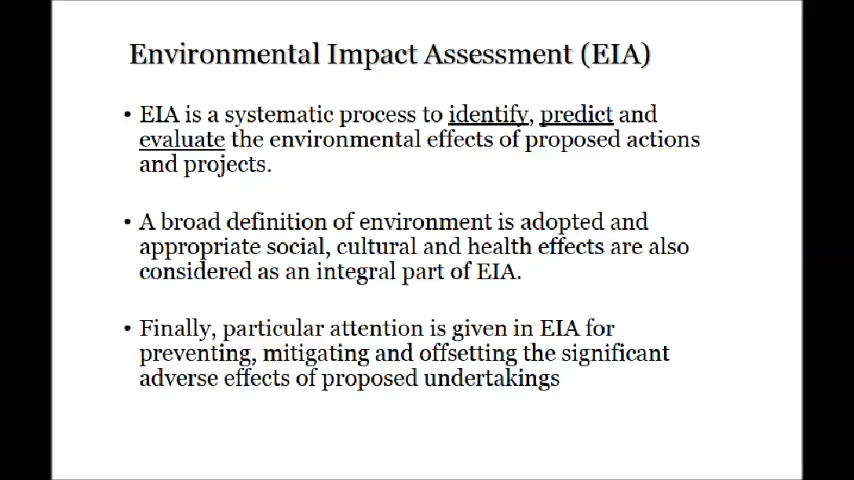 Environmental Impact Assessment (EIA)
• EIA is a systematic process to identify, predict and
evaluate the environmental effects of proposed actions
and projects.
• A broad definition of environment is adopted and
appropriate social, cultural and health effects are also
considered as an integral part of EIA.
• Finally, particular attention is given in EIA for
preventing, mitigating and offsetting the significant
adverse effects of proposed undertakings